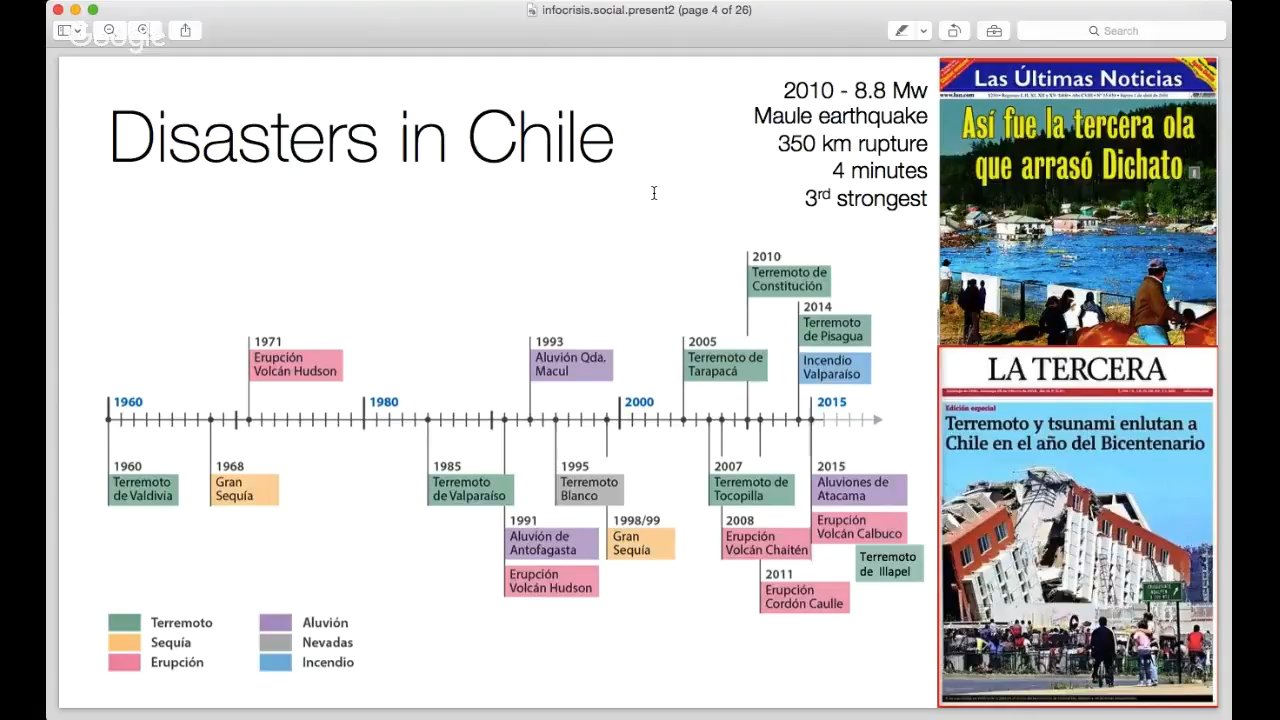 infocrisis.social.present2 (page 4 of 26)
Google
Search
Disasters in Chile
2010 - 8.8 Mw
Maule earthquake
350 km rupture
4 minutes
3rd strongest
2010
Terremoto de
Constitución
2014
Terremoto
de Pisagua
Incendio
Valparaíso
1971
Erupción
Volcán Hudson
1993
Aluvión Qda.
Macul
2005
Terremoto de
Tarapacá
1960
1980
2000
2015
1960
Terremoto
de Valdivia
1968
Gran
Sequía
1985
Terremoto
de Valparaíso
1991
Aluvión de
Antofagasta
Erupción
Volcán Hudson
1995
Terremoto
Blanco
1998/99
Gran
Sequía
2007
Terremoto de
Tocopilla
2008
Erupción
Volcán Chaitén
2011
Erupción
Cordón Caulle
2015
Aluviones de
Atacama
Erupción
Volcán Calbuco
Terremoto
de Illapel
Terremoto
Sequía
Erupción
Aluvión
Nevadas
Incendio
Las Últimas Noticias
Así fue la tercera ola
que arrasó Dichato
LA TERCERA
Edición especial
Terremoto y tsunami enlutan a
Chile en el año del Bicentenario